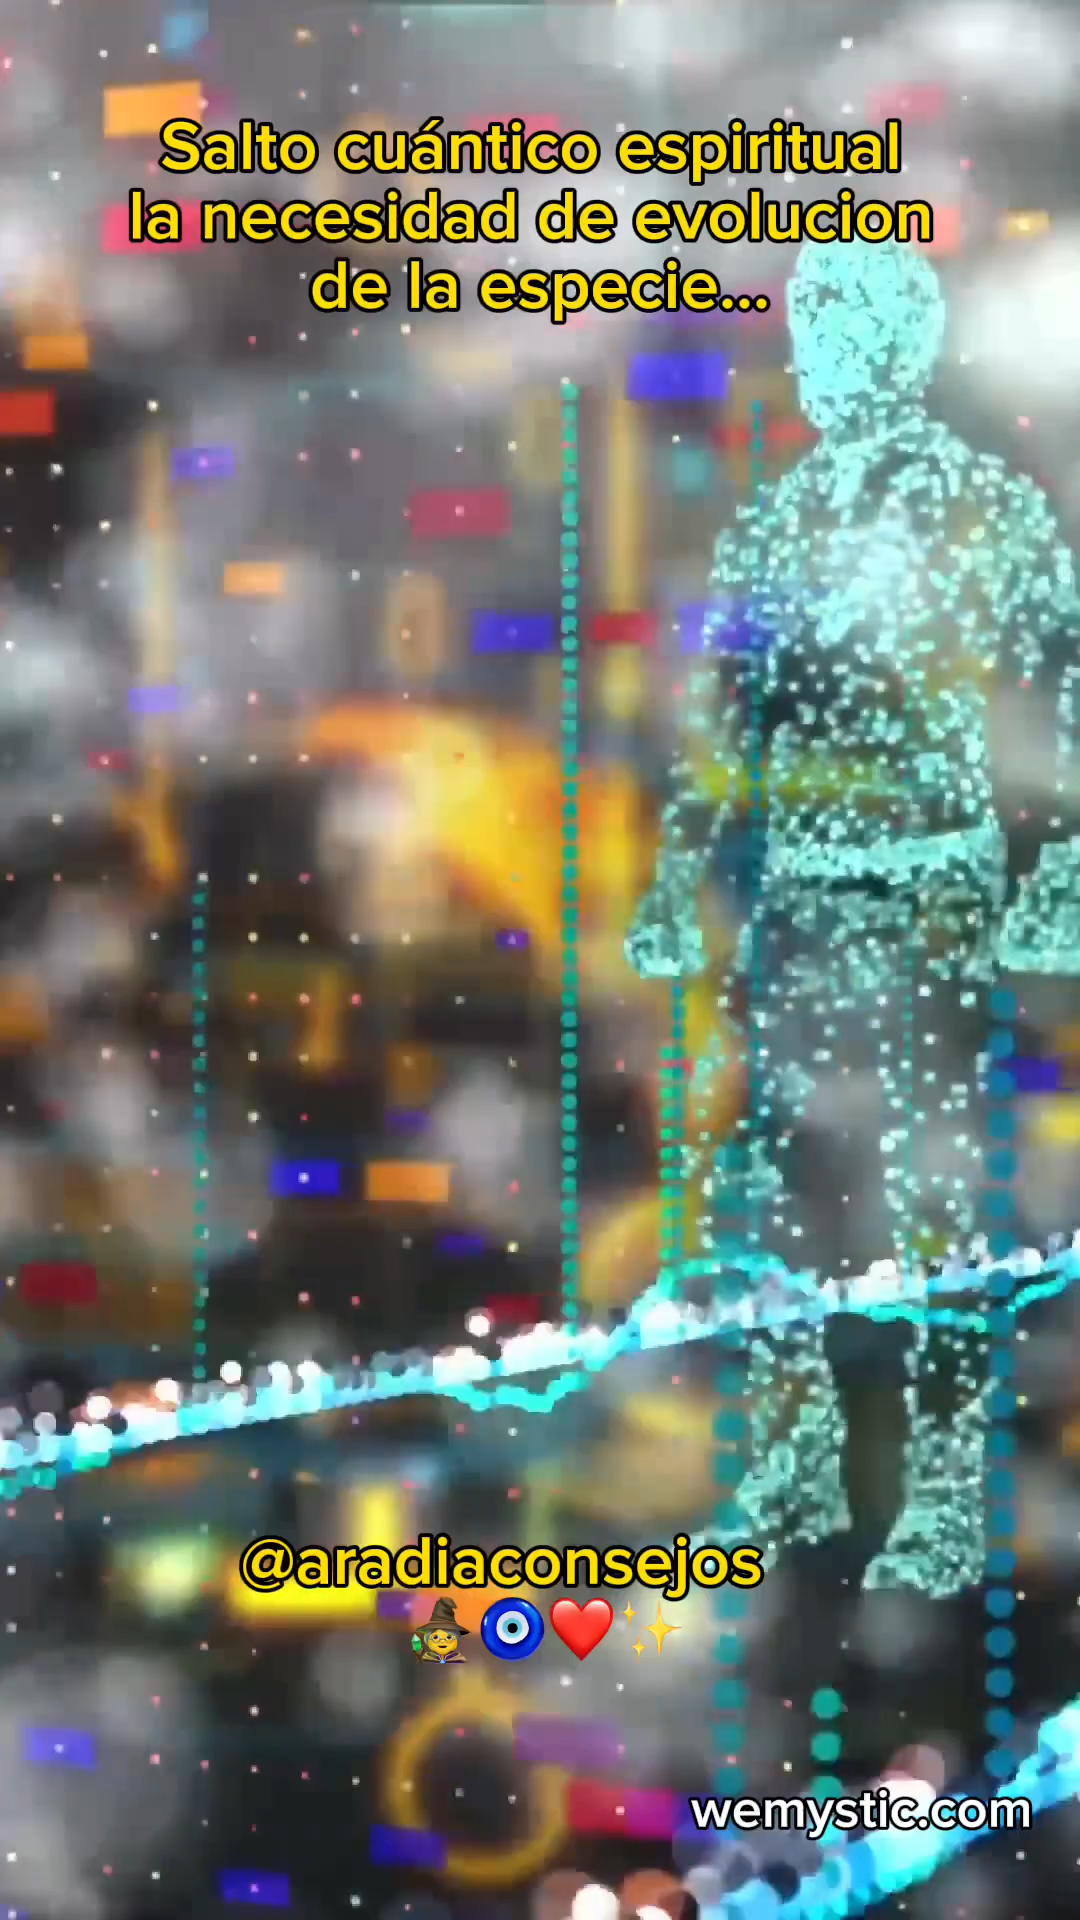 Salto cuántico espiritual
la necesidad de evolucion
de la especie...
@aradiaconsejos
🧙🧿❤️✨
wemystic.com